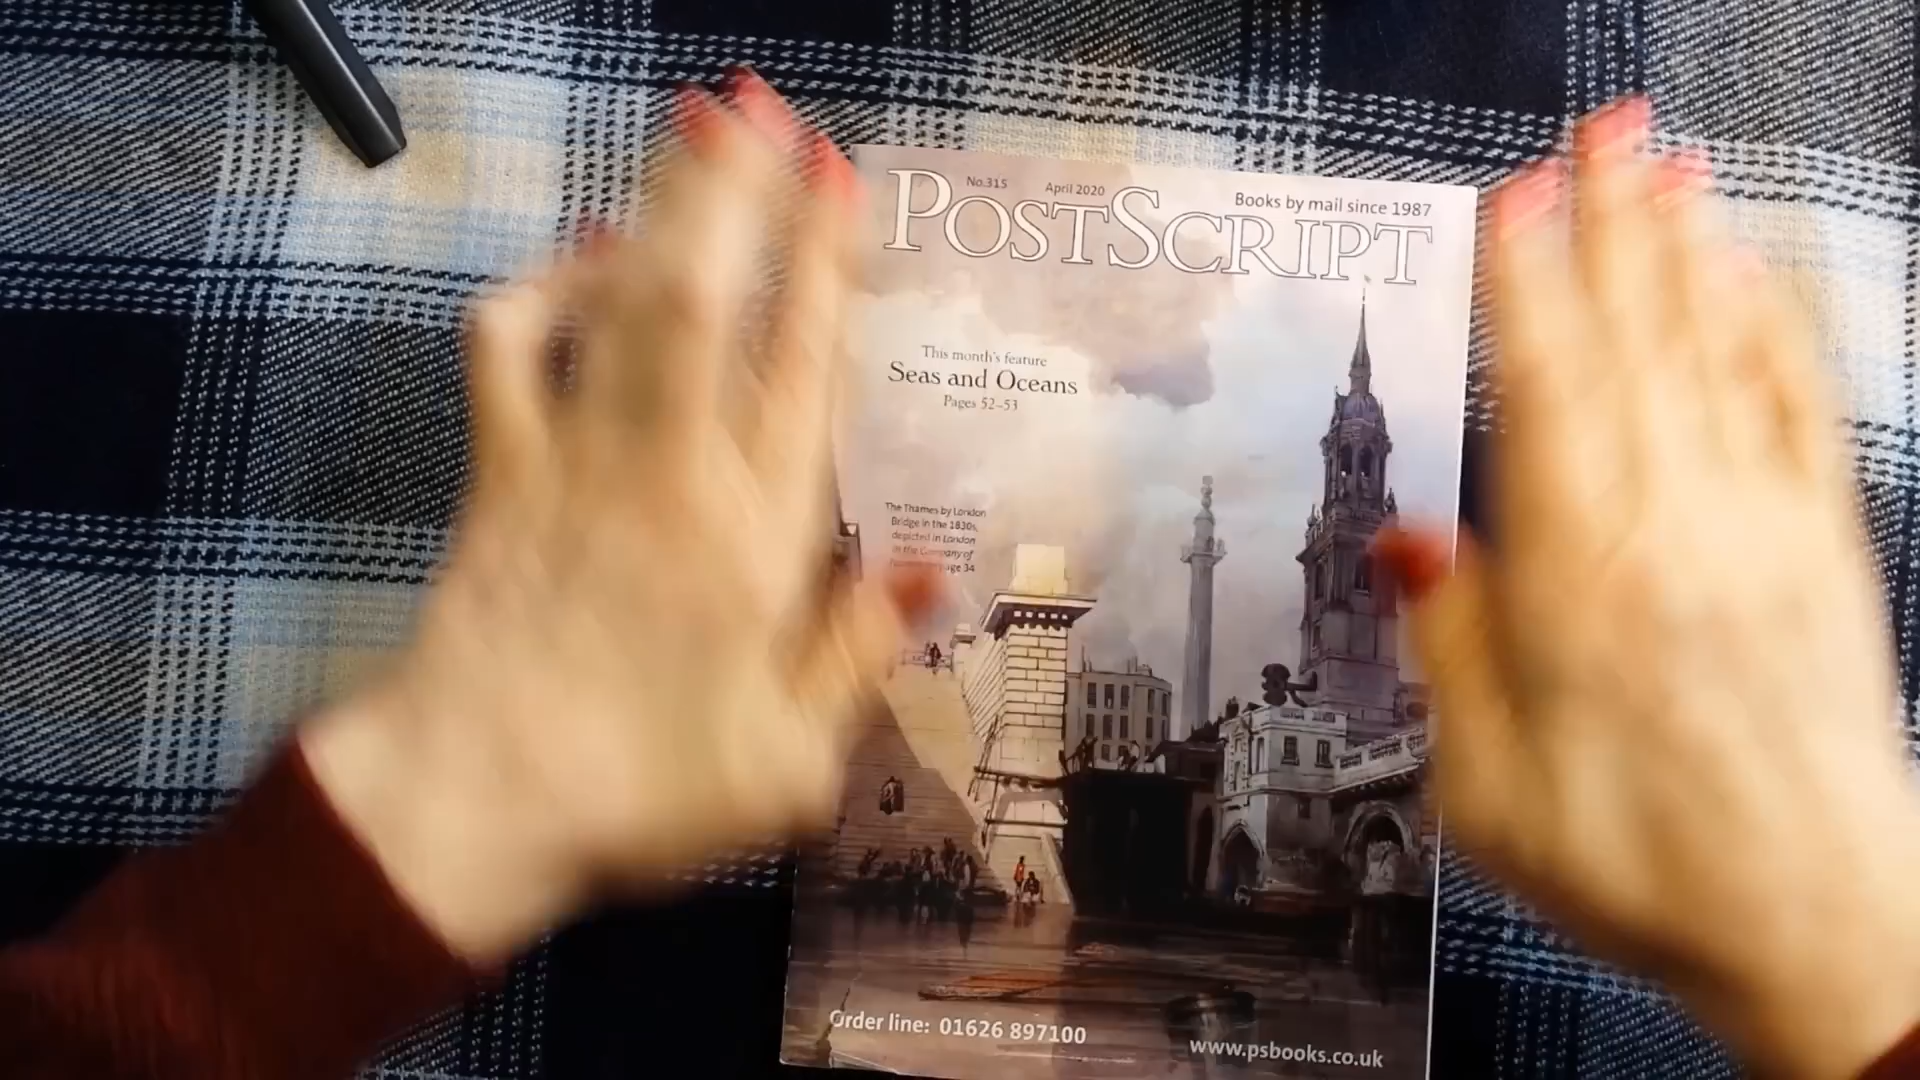 No.315 April 2020 Books by mail since 1987
POSTSCRIPT
This month's feature
Seas and Oceans
Pages 52–53
The Thames by London
Bridge in the 1830s,
depicted in London
in the Company of
page 34
Order line: 01626 897100
www.psbooks.co.uk